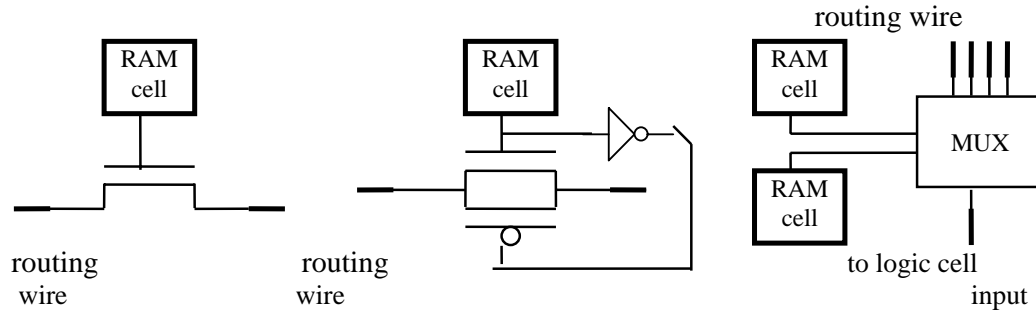 RAM
cell
routing
wire
RAM
cell
routing
wire
routing wire
RAM
cell
MUX
RAM
cell
to logic cell
input